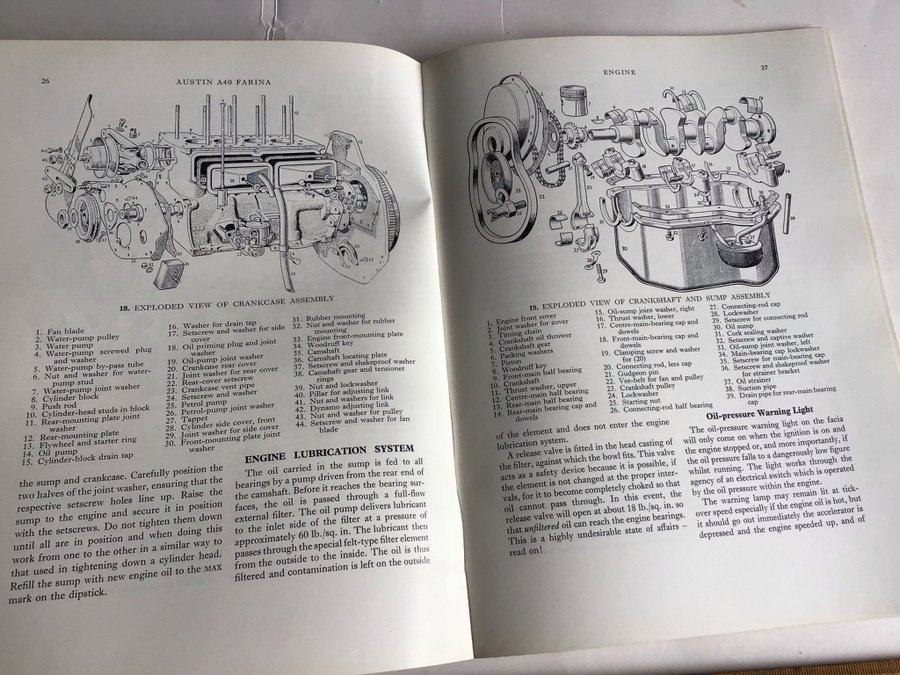 26
AUSTIN A40 FARINA
18. EXPLODED VIEW OF CRANKCASE ASSEMBLY
1. Fan blade
2. Water-pump pulley
3. Water pump
4. Water-pump screwed plug
and washer
5. Water-pump by-pass tube
6. Nut and washer for water-
pump stud
7. Water-pump joint washer
8. Cylinder block
9. Push rod
10. Cylinder-head studs in block
11. Rear-mounting plate joint
washer
12. Rear-mounting plate
13. Flywheel and starter ring
14. Oil pump
15. Cylinder-block drain tap
16. Washer for drain tap
17. Setscrew and washer for side
cover
18. Oil priming plug and joint
washer
19. Oil-pump joint washer
20. Crankcase rear cover
21. Joint washer for rear cover
22. Rear-cover setscrew
23. Crankcase vent pipe
24. Setscrew and washer
25. Petrol pump
26. Petrol-pump joint washer
27. Tappet
28. Cylinder side cover, front
29. Joint washer for side cover
30. Front-mounting plate joint
washer
31. Rubber mounting
32. Nut and washer for rubber
mounting
33. Engine front-mounting plate
34. Woodruff key
35. Camshaft
36. Camshaft locating plate
37. Setscrew and shakeproof washer
38. Camshaft gear and tensioner
rings
39. Nut and lockwasher
40. Pillar for adjusting link
41. Nut and washers for link
42. Dynamo adjusting link
43. Nut and washer for pulley
44. Setscrew and washer for fan
blade
the sump and crankcase. Carefully position the
two halves of the joint washer, ensuring that the
respective setscrew holes line up. Raise the
sump to the engine and secure it in position
with the setscrews. Do not tighten them down
until all are in position and when doing this
work from one to the other in a similar way to
that used in tightening down a cylinder head.
Refill the sump with new engine oil to the MAX
mark on the dipstick.
ENGINE LUBRICATION SYSTEM
The oil carried in the sump is fed to all
bearings by a pump driven from the rear end of
the camshaft. Before it reaches the bearing sur-
faces, the oil is passed through a full-flow
external filter. The oil pump delivers lubricant
to the inlet side of the filter at a pressure of
approximately 60 lb./sq. in. The lubricant then
passes through the special felt-type filter element
from the outside to the inside. The oil is thus
filtered and contamination is left on the outside
ENGINE
27
19. EXPLODED VIEW OF CRANKSHAFT AND SUMP ASSEMBLY
1. Engine front cover
2. Joint washer for cover
3. Timing chain
4. Crankshaft oil thrower
5. Crankshaft gear
6. Packing washers
7. Piston
8. Woodruff key
9. Front-main half bearing
10. Crankshaft
11. Thrust washer, upper
12. Centre-main half bearing
13. Rear-main half bearing
14. Rear-main bearing cap and
dowels
15. Oil-sump joint washer, right
16. Thrust washer, lower
17. Centre-main-bearing cap and
dowels
18. Front-main-bearing cap and
dowels
19. Clamping screw and washer
for (20)
20. Connecting rod, less cap
21. Gudgeon pin
22. Vee-belt for fan and pulley
23. Crankshaft pulley
24. Lockwasher
25. Starting nut
26. Connecting-rod half bearing
27. Connecting-rod cap
28. Lockwasher
29. Setscrew for connecting rod
30. Oil sump
31. Cork sealing washer
32. Setscrew and captive washer
33. Oil-sump joint washer, left
34. Main-bearing cap lockwasher
35. Setscrew for main-bearing cap
36. Setscrew and shakeproof washer
for strainer bracket
37. Oil strainer
38. Suction pipe
39. Drain pipe for rear-main bearing
cap
of the element and does not enter the engine
lubrication system.
A release valve is fitted in the head casting of
the filter, against which the bowl fits. This valve
acts as a safety device because it is possible, if
the element is not changed at the proper inter-
vals, for it to become completely choked so that
oil cannot pass through. In this event, the
release valve will open at about 18 lb./sq. in. so
that unfiltered oil can reach the engine bearings.
This is a highly undesirable state of affairs –
read on!
Oil-pressure Warning Light
The oil-pressure warning light on the facia
will only come on when the ignition is on and
the engine stopped or, and more importantly, if
the oil pressure falls to a dangerously low figure
whilst running. The light works through the
agency of an electrical switch which is operated
by the oil pressure within the engine.
The warning lamp may remain lit at tick-
over speed especially if the engine oil is hot, but
it should go out immediately the accelerator is
depressed and the engine speeded up, and of